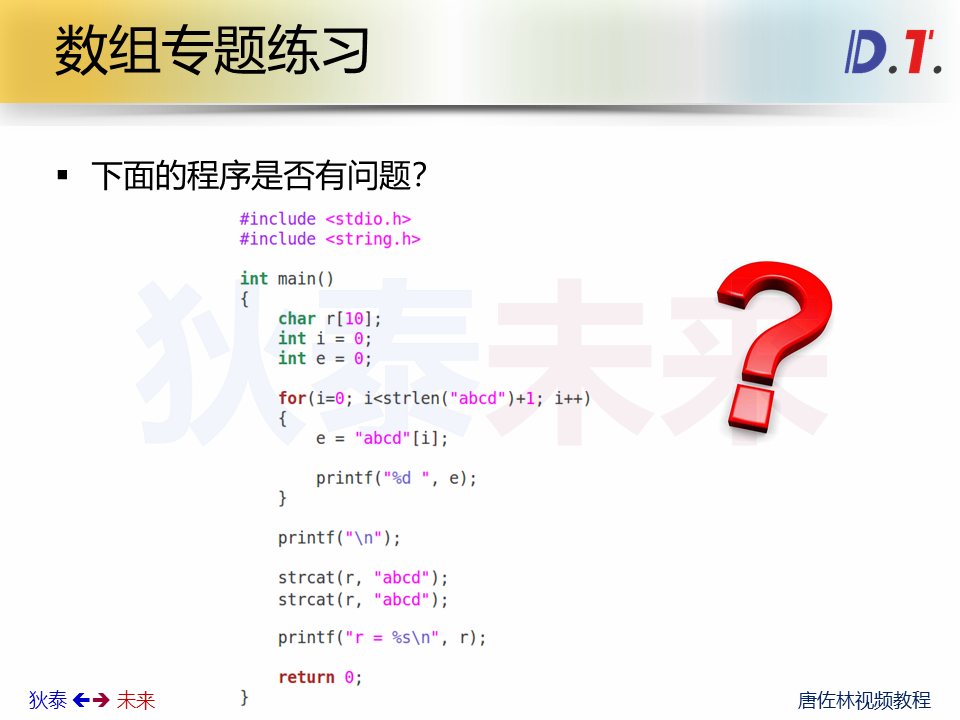 数组专题练习
D.T.
▪ 下面的程序是否有问题?
#include <stdio.h>
#include <string.h>
int main()
{
    char r[10];
    int i = 0;
    int e = 0;
    for(i=0; i<strlen("abcd")+1; i++)
    {
        e = "abcd"[i];
        printf("%d ", e);
    }
    printf("\n");
    strcat(r, "abcd");
    strcat(r, "abcd");
    printf("r = %s\n", r);
    return 0;
}
狄泰未来
?
狄泰 未来
唐佐林视频教程